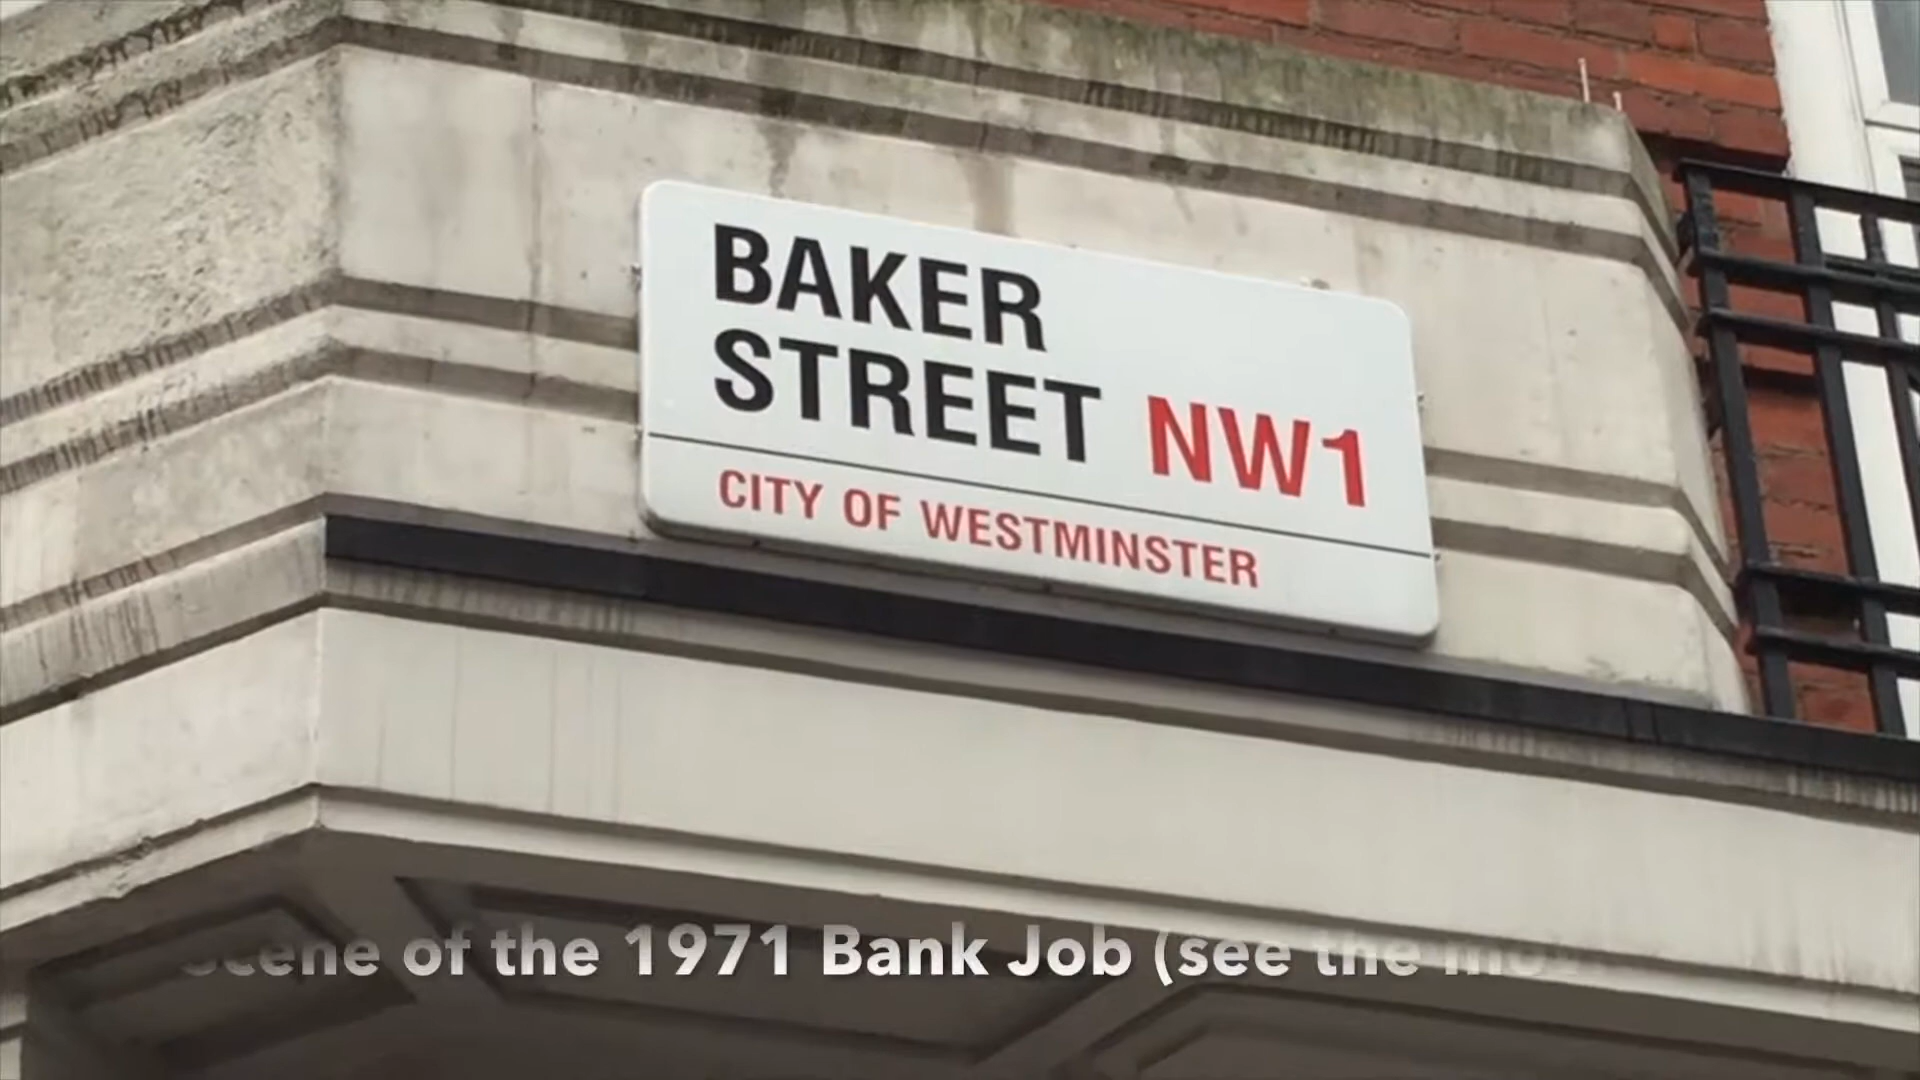 BAKER
STREET NW1
CITY OF WESTMINSTER
of the 1971 Bank Job (see the